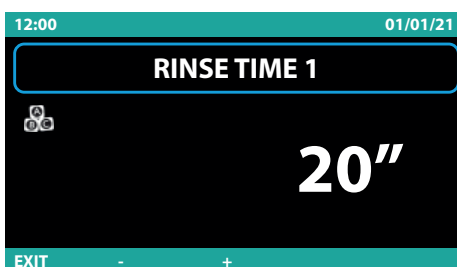 12:00 01/01/21
RINSE TIME 1
A
B C
20"
EXIT - +